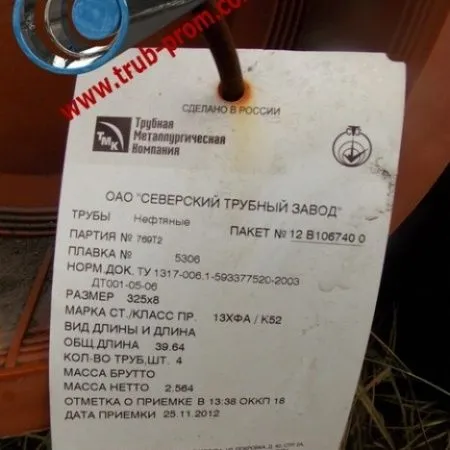 www.trub-prom.com
СДЕЛАНО В РОССИИ
ТМК
Трубная
Металлургическая
Компания
ОАО "СЕВЕРСКИЙ ТРУБНЫЙ ЗАВОД"
ТРУБЫ Нефтяные ПАКЕТ № 12 В106740 0
ПАРТИЯ № 769Т2
ПЛАВКА № 5306
НОРМ.ДОК. ТУ 1317-006.1-593377520-2003
ДТ001-05-06
РАЗМЕР 325х8
МАРКА СТ./КЛАСС ПР. 13ХФА / К52
ВИД ДЛИНЫ И ДЛИНА
ОБЩ.ДЛИНА 39.64
КОЛ-ВО ТРУБ,ШТ. 4
МАССА БРУТТО
МАССА НЕТТО 2.564
ОТМЕТКА О ПРИЕМКЕ В 13:38 ОККП 18
ДАТА ПРИЕМКИ 25.11.2012